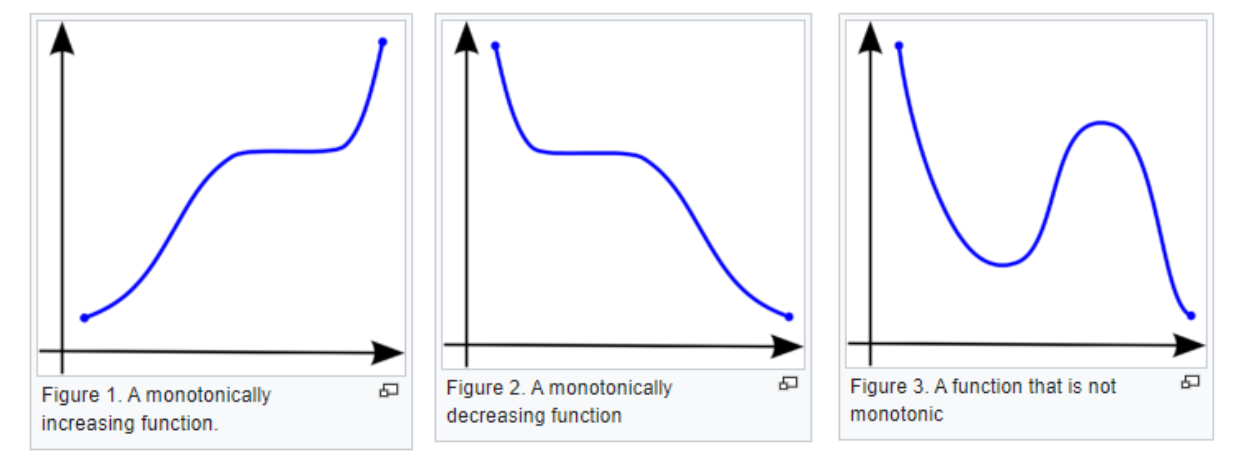 Figure 1. A monotonically
increasing function.
Figure 2. A monotonically
decreasing function
Figure 3. A function that is not
monotonic